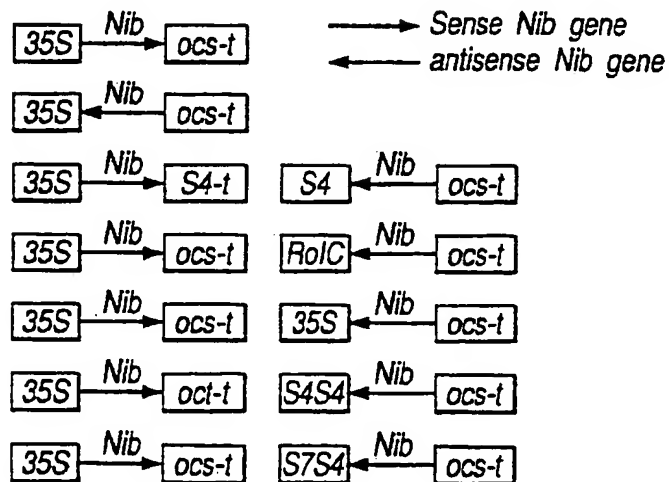 Nib
35S ocs-t
Sense Nib gene
antisense Nib gene
Nib
35S ocs-t
Nib Nib
35S S4-t S4 ocs-t
Nib Nib
35S ocs-t RolC ocs-t
Nib Nib
35S ocs-t 35S ocs-t
Nib Nib
35S oct-t S4S4 ocs-t
Nib Nib
35S ocs-t S7S4 ocs-t